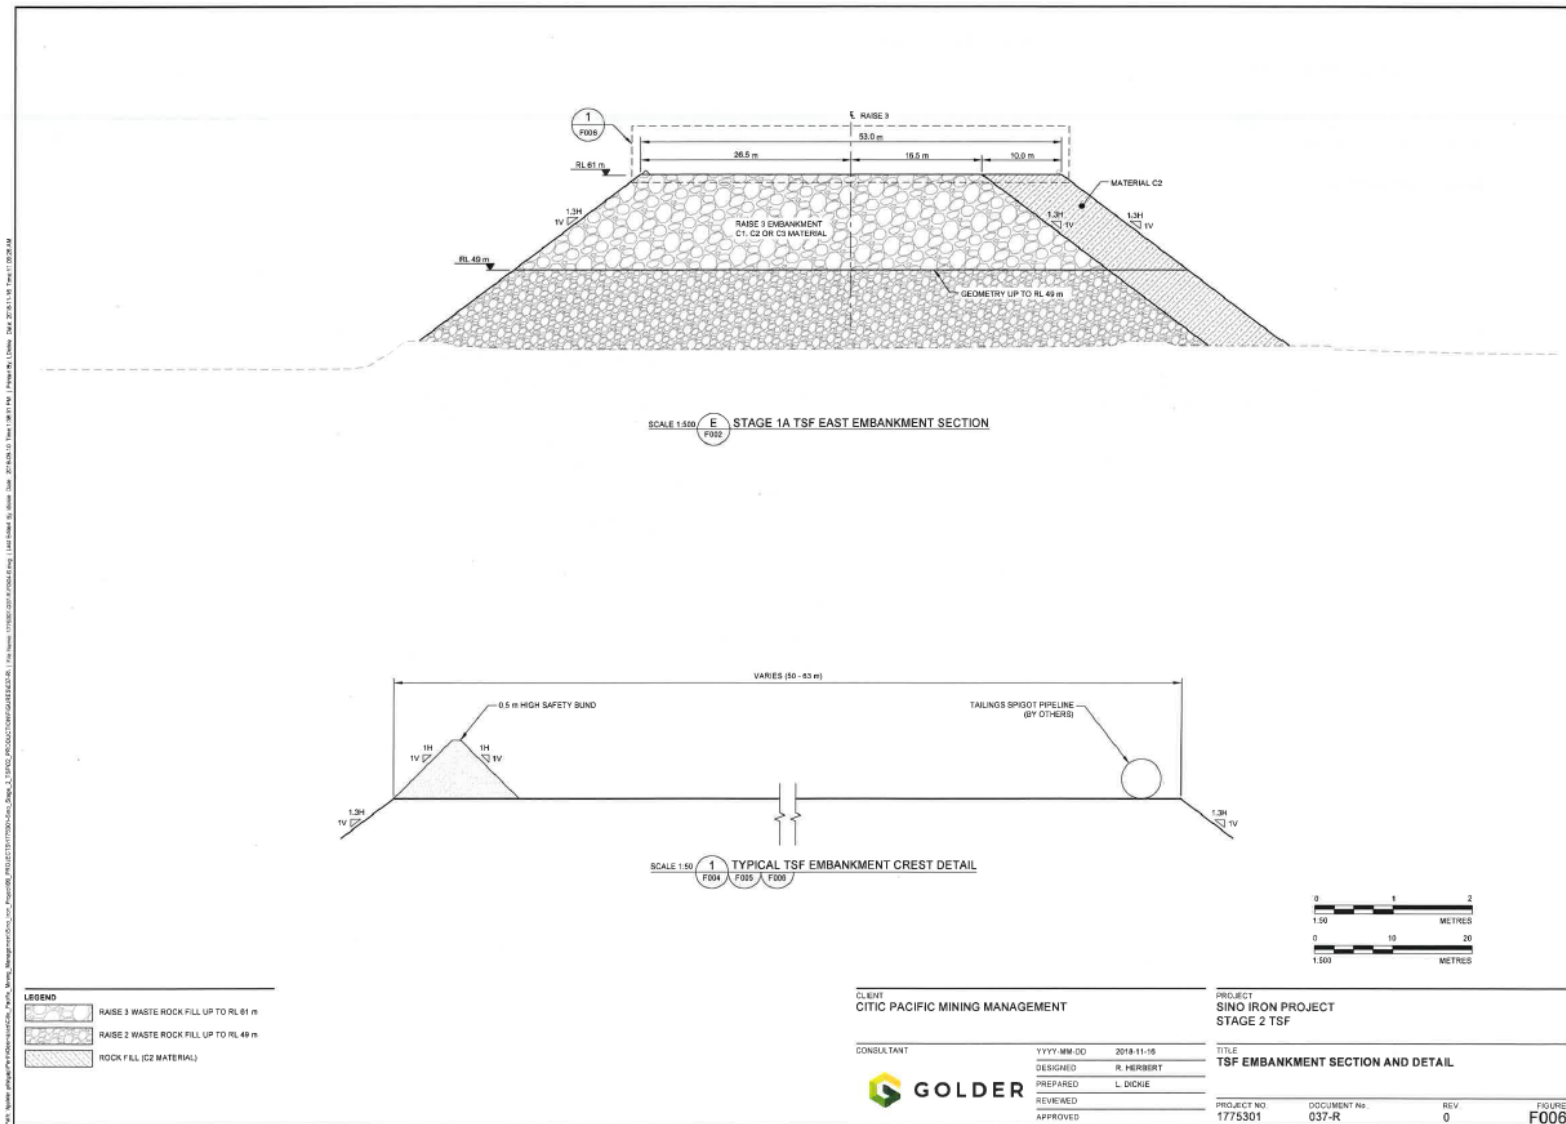 1
F006
℄ RAISE 3
53.0 m
26.5 m
16.5 m
10.0 m
RL 61 m
MATERIAL C2
1.3H
1V
RAISE 3 EMBANKMENT
C1, C2 OR C3 MATERIAL
1.3H
1V
1.3H
1V
RL 49 m
GEOMETRY UP TO RL 49 m
SCALE 1:500 E STAGE 1A TSF EAST EMBANKMENT SECTION
F002
VARIES (50 - 63 m)
0.5 m HIGH SAFETY BUND
TAILINGS SPIGOT PIPELINE
(BY OTHERS)
1H
1V
1H
1V
1.3H
1V
1.3H
1V
SCALE 1:50 1 TYPICAL TSF EMBANKMENT CREST DETAIL
F004 F005 F006
0 1 2
1:50 METRES
0 10 20
1:500 METRES
LEGEND
RAISE 3 WASTE ROCK FILL UP TO RL 61 m
RAISE 2 WASTE ROCK FILL UP TO RL 49 m
ROCK FILL (C2 MATERIAL)
CLIENT
CITIC PACIFIC MINING MANAGEMENT
PROJECT
SINO IRON PROJECT
STAGE 2 TSF
CONSULTANT
GOLDER
YYYY-MM-DD 2018-11-16
DESIGNED R. HERBERT
PREPARED L. DICKIE
REVIEWED
APPROVED
TITLE
TSF EMBANKMENT SECTION AND DETAIL
PROJECT NO. DOCUMENT No. REV. FIGURE
1775301 037-R 0 F006